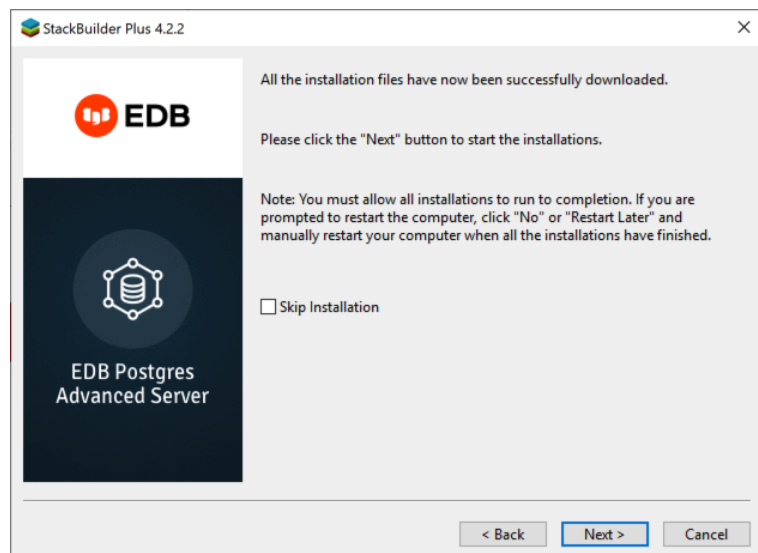 StackBuilder Plus 4.2.2
EDB
EDB Postgres
Advanced Server
All the installation files have now been successfully downloaded.
Please click the "Next" button to start the installations.
Note: You must allow all installations to run to completion. If you are
prompted to restart the computer, click "No" or "Restart Later" and
manually restart your computer when all the installations have finished.
Skip Installation
< Back
Next >
Cancel